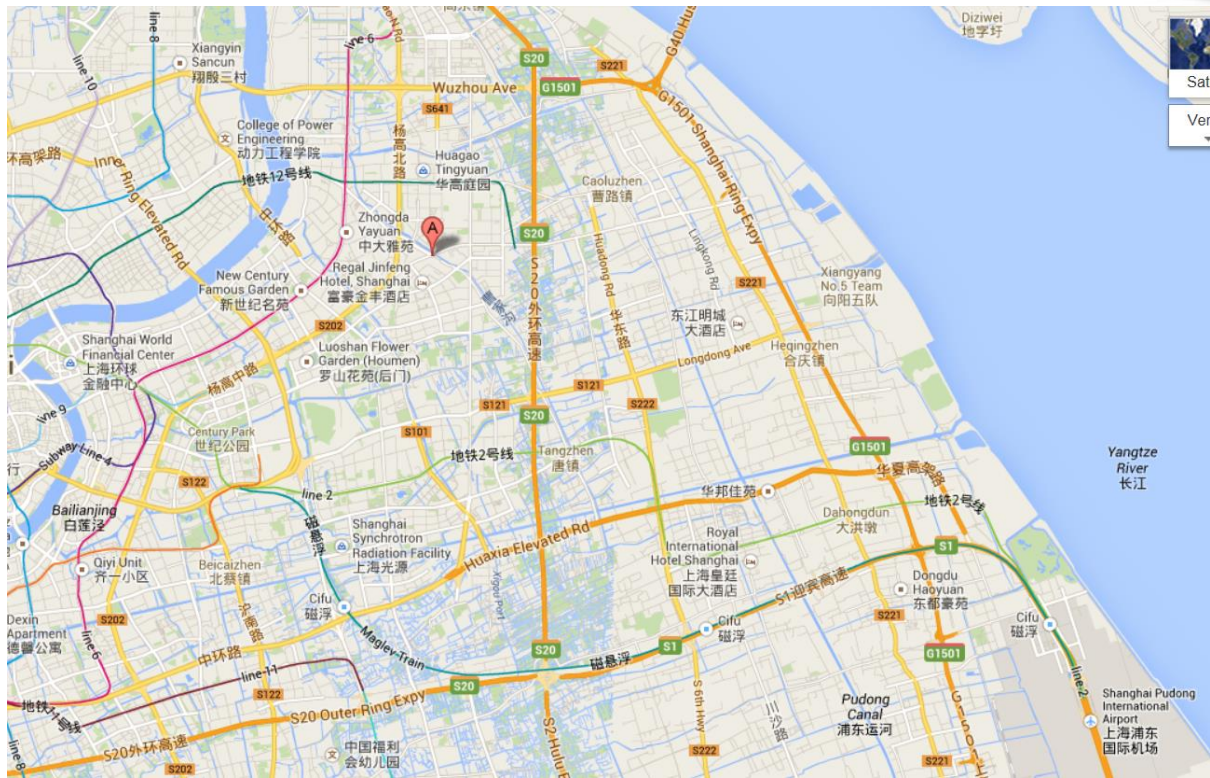 高东镇
Diziwei
地字圩
line 8
line 6
S20
G40
S221
Xiangyin
Sancun
翔殷三村
line 10
Wuzhou Ave
G1501
G1501 Shanghai Ring Expy
Sat
S641
Ver
College of Power
Engineering
动力工程学院
杨高北路
Inner Ring Elevated Rd
环高架路
地铁12号线
Huagao
Tingyuan
华高庭园
Caoluzhen
曹路镇
中环路
Zhongda
Yayuan
中大雅苑
A
S20
Huadong Rd
Lingkong Rd
S20外环高速
New Century
Famous Garden
新世纪名苑
Regal Jinfeng
Hotel, Shanghai
富豪金丰酒店
S221
Xiangyang
No.5 Team
向阳五队
华东路
东江明城
大酒店
S202
Shanghai World
Financial Center
上海环球
金融中心
Luoshan Flower
Garden (Houmen)
罗山花苑(后门)
Longdong Ave
Heqingzhen
合庆镇
杨高中路
S121
S121
S20
S222
line 9
Century Park
世纪公园
S101
Subway Line 4
地铁2号线
Tangzhen
唐镇
G1501
华夏高架路
Yangtze
River
长江
行
S122
line 2
华邦佳苑
地铁2号线
Bailianjing
白莲泾
磁悬浮
Shanghai
Synchrotron
Radiation Facility
上海光源
Huaxia Elevated Rd
Royal
International
Hotel Shanghai
上海皇廷
国际大酒店
Dahongdun
大洪墩
S1
Qiyi Unit
齐一小区
Beicaizhen
北蔡镇
Xigou Port
S1迎宾高速
Dongdu
Haoyuan
东都豪苑
Cifu
磁浮
Dexin
Apartment
德馨公寓
S202
Cifu
磁浮
S221
Cifu
磁浮
line 6
中环路
Maglev Train
S20
磁悬浮
S1
G1501
line 11
S122
S20
S20 Outer Ring Expy
S 6th Hwy
川沙路
Pudong
Canal
浦东运河
line 2
Shanghai Pudong
International
Airport
上海浦东
国际机场
地铁11号线
S20外环高速
中国福利
会幼儿园
S222
S221
S202
line 8